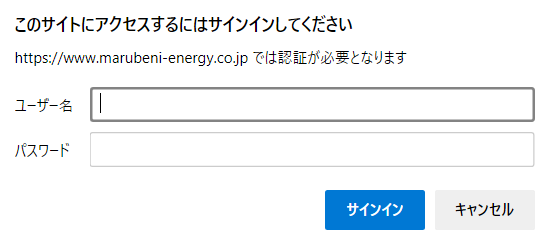 このサイトにアクセスするにはサインインしてください
https://www.marubeni-energy.co.jp では認証が必要となります
ユーザー名
パスワード
サインイン キャンセル